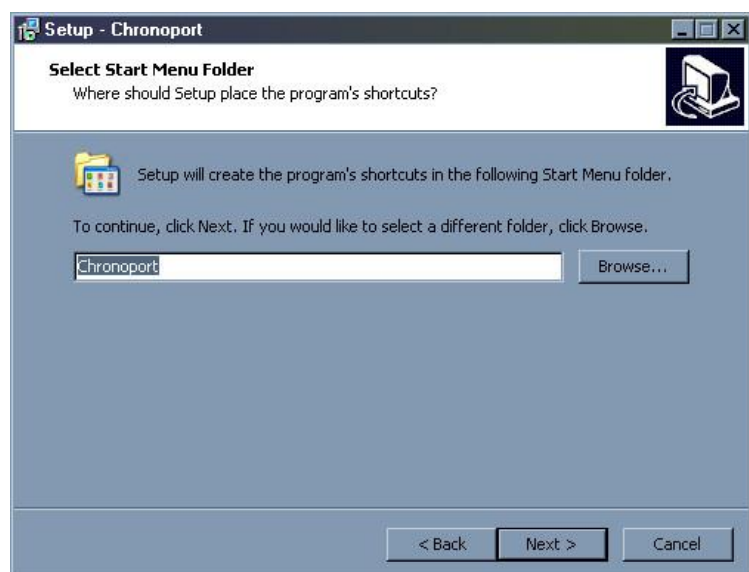 Setup - Chronoport
Select Start Menu Folder
Where should Setup place the program's shortcuts?
Setup will create the program's shortcuts in the following Start Menu folder.
To continue, click Next. If you would like to select a different folder, click Browse.
Chronoport
Browse...
< Back
Next >
Cancel